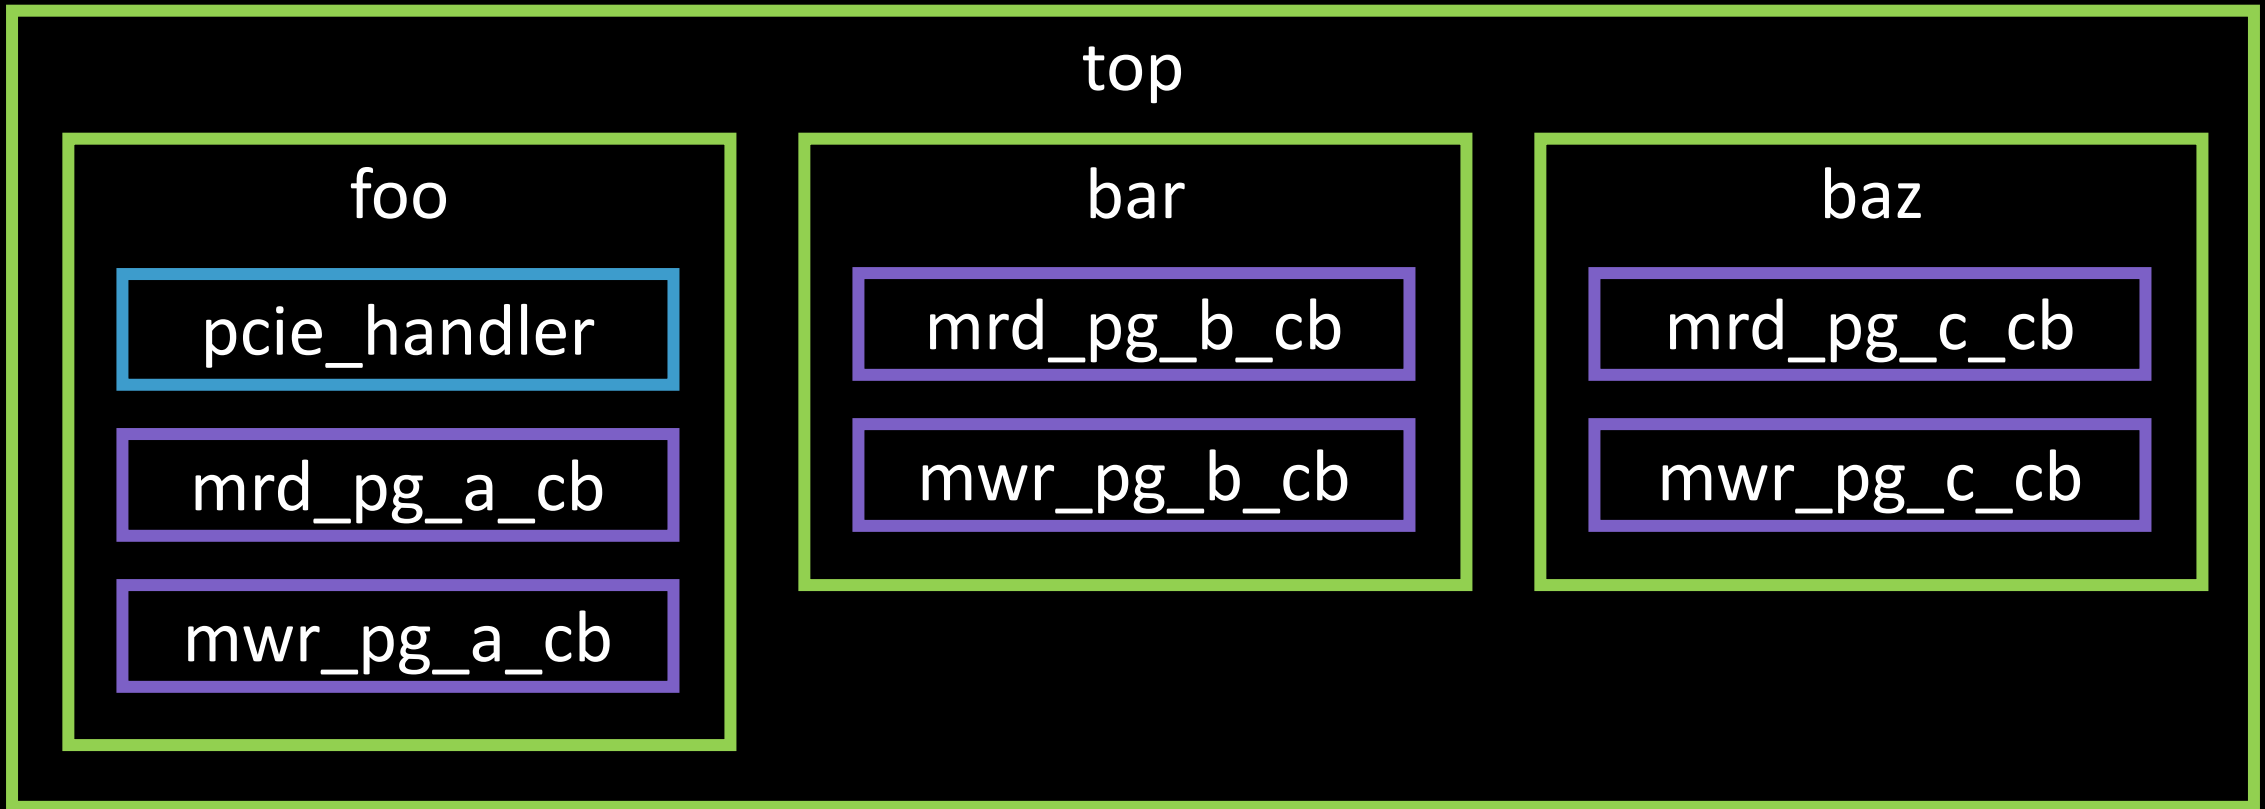 top
foo
pcie_handler
mrd_pg_a_cb
mwr_pg_a_cb
bar
mrd_pg_b_cb
mwr_pg_b_cb
baz
mrd_pg_c_cb
mwr_pg_c_cb